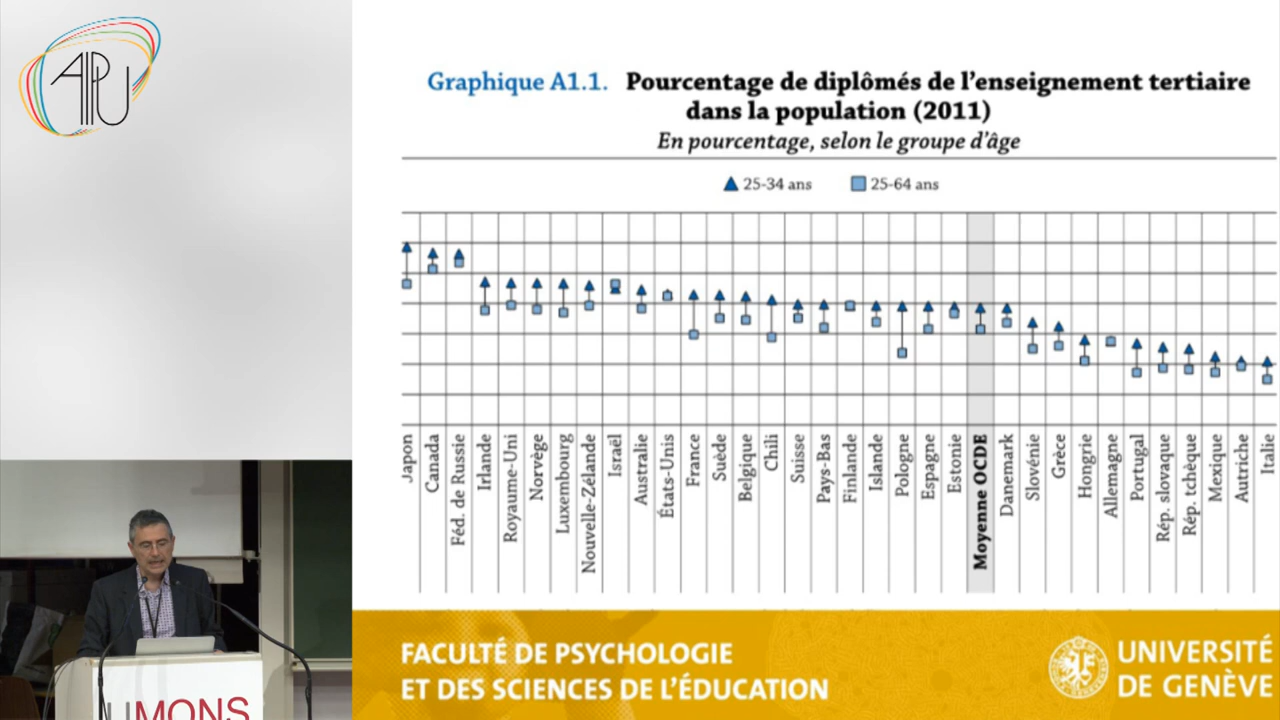 AIPU
Graphique A1.1. Pourcentage de diplômés de l'enseignement tertiaire
dans la population (2011)
En pourcentage, selon le groupe d'âge
25-34 ans
25-64 ans
Japon
Canada
Féd. de Russie
Irlande
Royaume-Uni
Norvège
Luxembourg
Nouvelle-Zélande
Israël
Australie
États-Unis
France
Suède
Belgique
Chili
Suisse
Pays-Bas
Finlande
Islande
Pologne
Espagne
Estonie
Moyenne OCDE
Danemark
Slovénie
Grèce
Hongrie
Allemagne
Portugal
Rép. slovaque
Rép. tchèque
Mexique
Autriche
Italie
UMONS
FACULTÉ DE PSYCHOLOGIE
ET DES SCIENCES DE L'ÉDUCATION
UNIVERSITÉ
DE GENÈVE